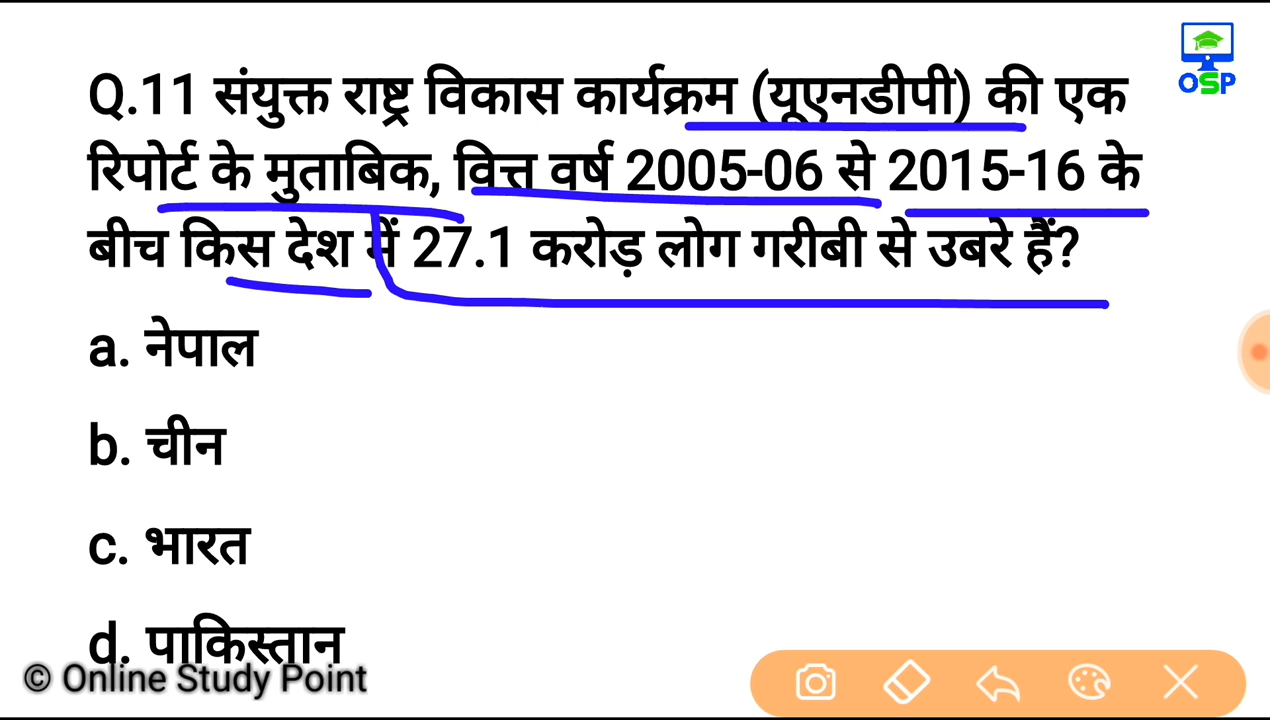 OSP
Q.11 संयुक्त राष्ट्र विकास कार्यक्रम (यूएनडीपी) की एक
रिपोर्ट के मुताबिक, वित्त वर्ष 2005-06 से 2015-16 के
बीच किस देश में 27.1 करोड़ लोग गरीबी से उबरे हैं?
a. नेपाल
b. चीन
c. भारत
d. पाकिस्तान
© Online Study Point